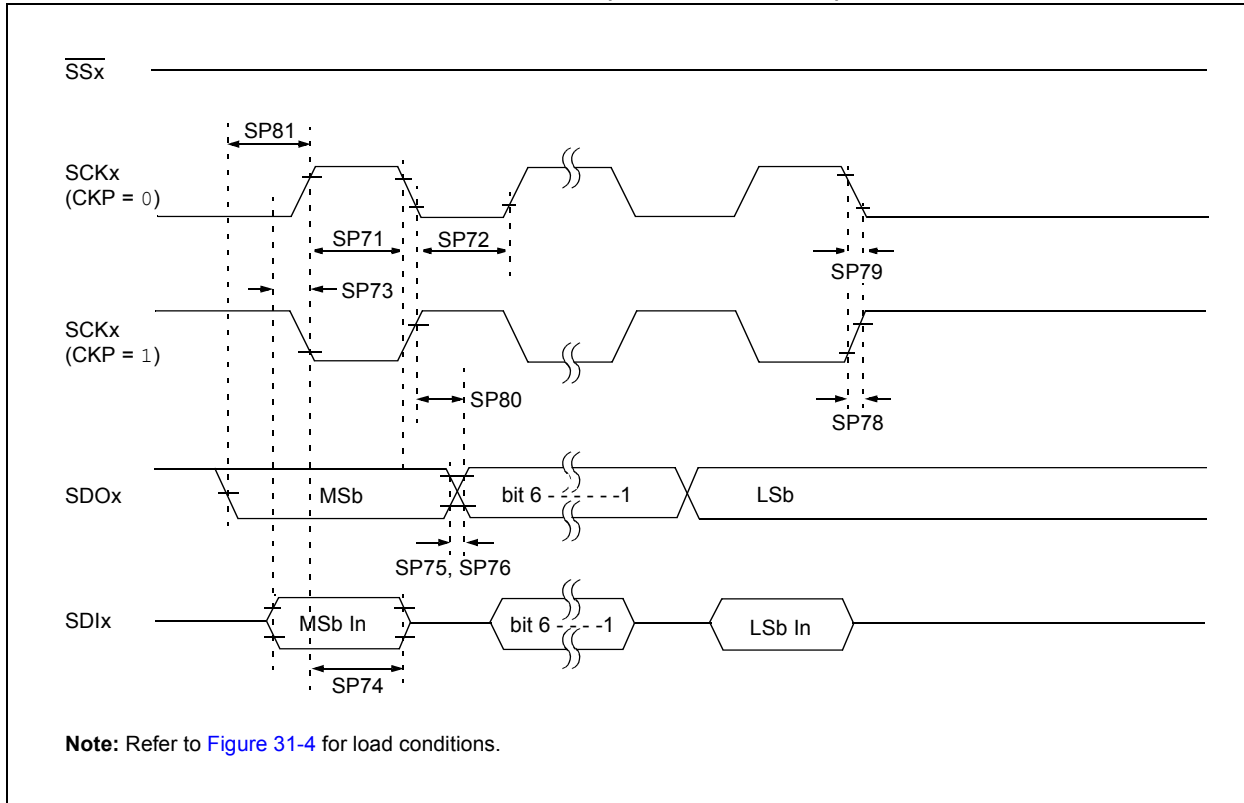 SSx
SP81
SCKx
(CKP = 0)
SP71
SP72
SP79
SP73
SCKx
(CKP = 1)
SP80
SP78
SDOx
MSb
bit 6 - - - - - -1
LSb
SP75, SP76
SDIx
MSb In
bit 6 - - - -1
LSb In
SP74
Note: Refer to Figure 31-4 for load conditions.